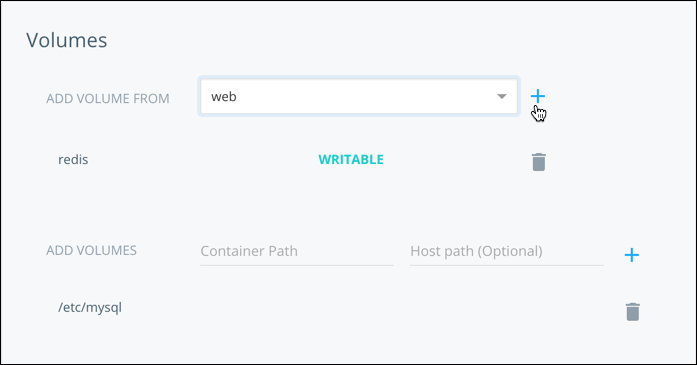 Volumes
ADD VOLUME FROM web
redis WRITABLE
ADD VOLUMES Container Path Host path (Optional)
/etc/mysql